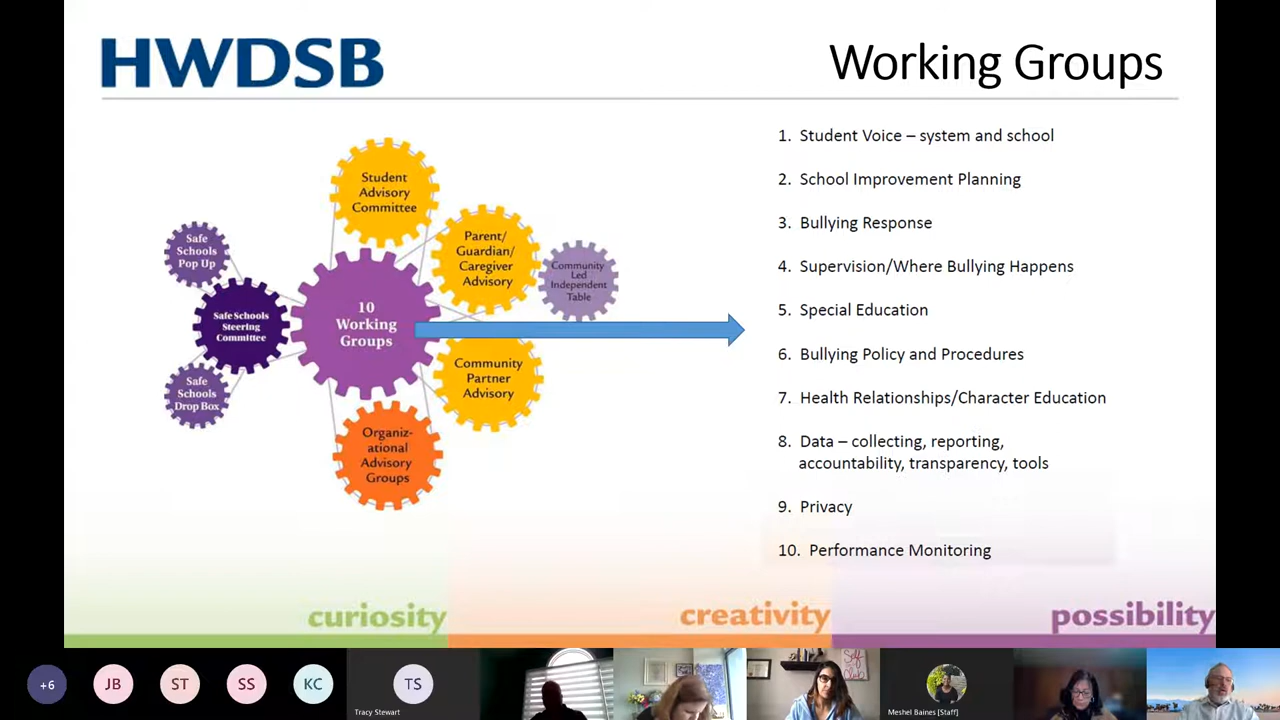 HWDSB
Working Groups
Student
Advisory
Committee
Parent/
Guardian/
Caregiver
Advisory
Community
Led
Independent
Table
Safe
Schools
Pop Up
Safe Schools
Steering
Committee
10
Working
Groups
Safe
Schools
Drop Box
Community
Partner
Advisory
Organiz-
ational
Advisory
Groups
1. Student Voice – system and school
2. School Improvement Planning
3. Bullying Response
4. Supervision/Where Bullying Happens
5. Special Education
6. Bullying Policy and Procedures
7. Health Relationships/Character Education
8. Data – collecting, reporting,
accountability, transparency, tools
9. Privacy
10. Performance Monitoring
curiosity
creativity
possibility
+6
JB
ST
SS
KC
TS
Tracy Stewart
Meshel Baines [Staff]